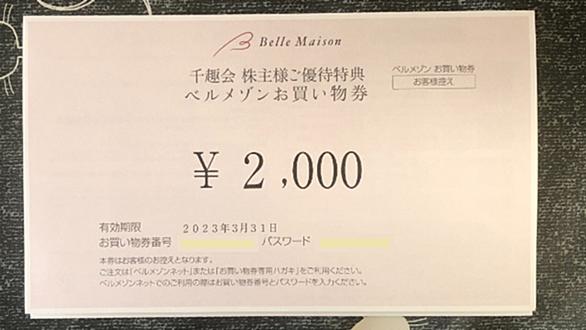 Belle Maison
千趣会 株主様ご優待特典
ベルメゾンお買い物券
ベルメゾン お買い物券
お客様控え
¥ 2,000
有効期限 2023年3月31日
お買い物券番号 パスワード
本券はお客様のお控えとなります。
ご注文は「ベルメゾンネット」または「お買い物券専用ハガキ」をご利用ください。
ベルメゾンネットでのご利用の際はお買い物券番号とパスワードを入力ください。